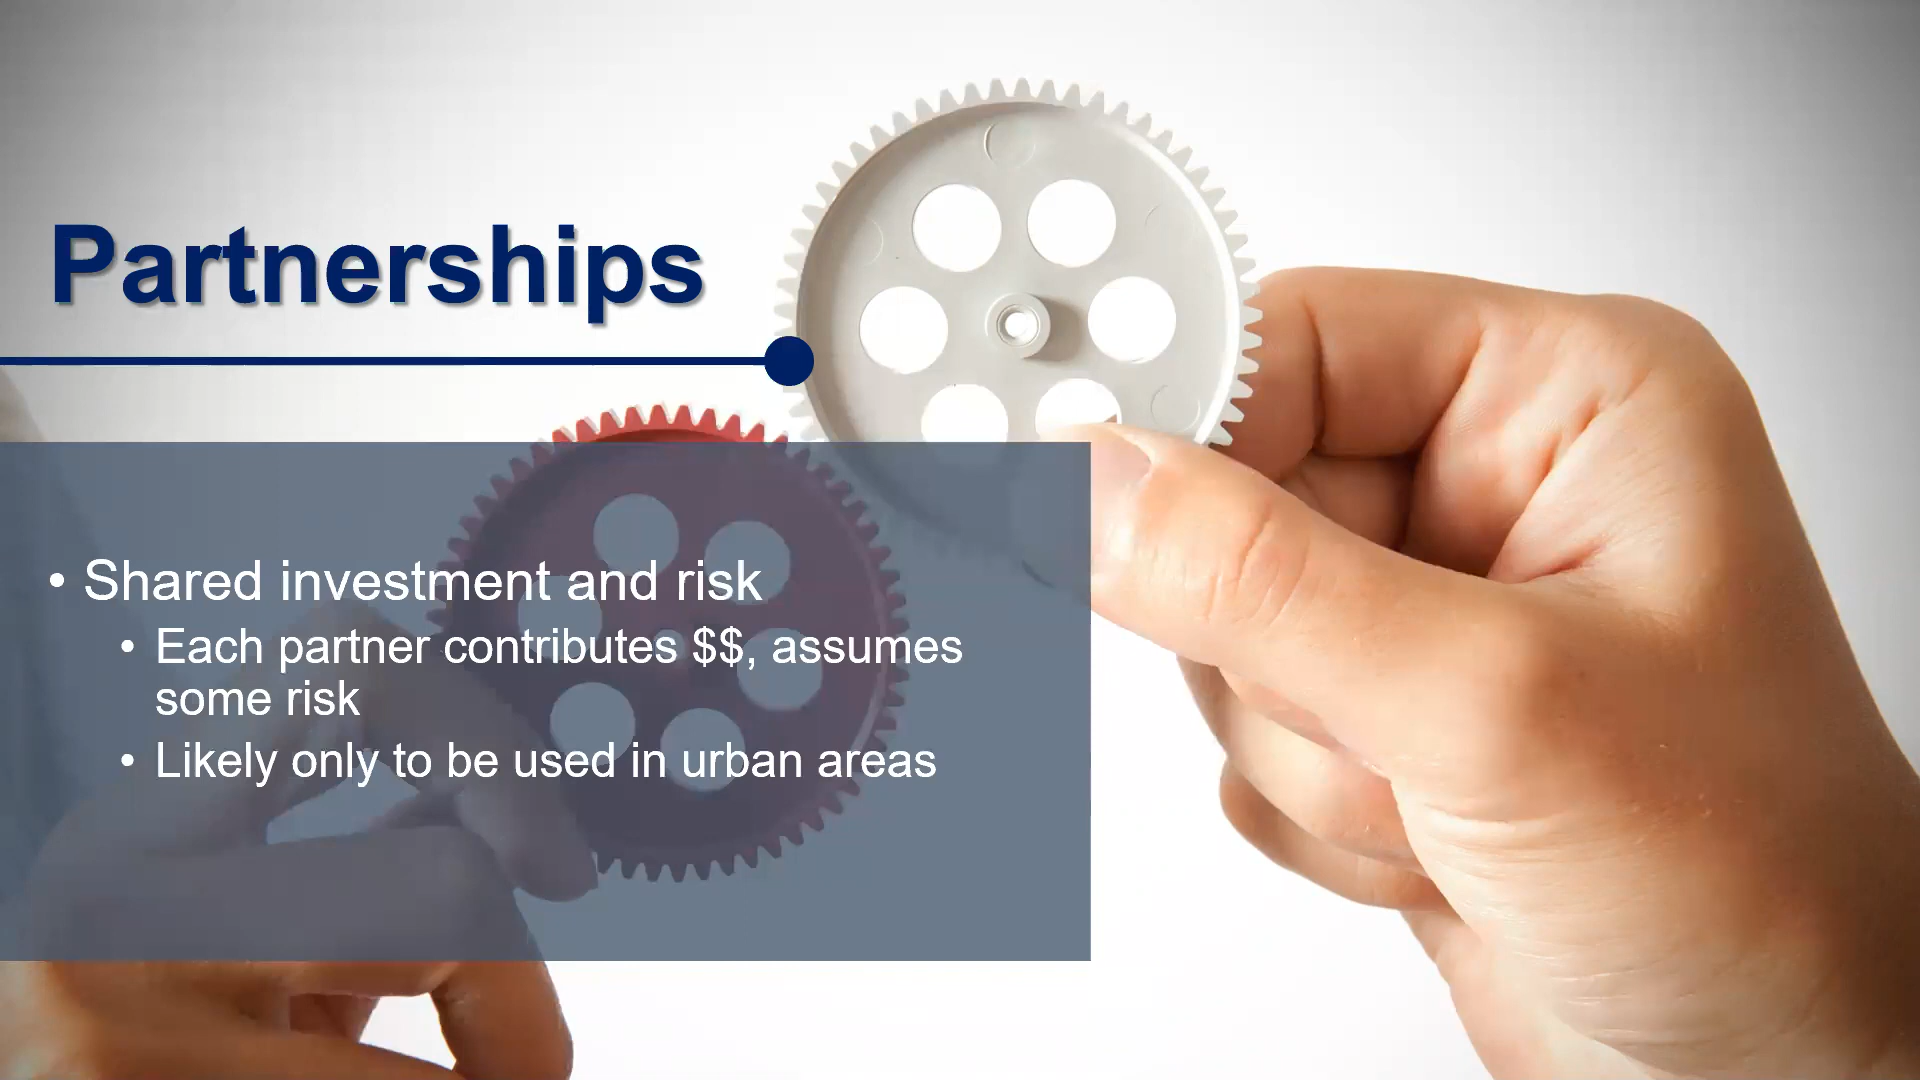 Partnerships
• Shared investment and risk
• Each partner contributes $$, assumes
some risk
• Likely only to be used in urban areas